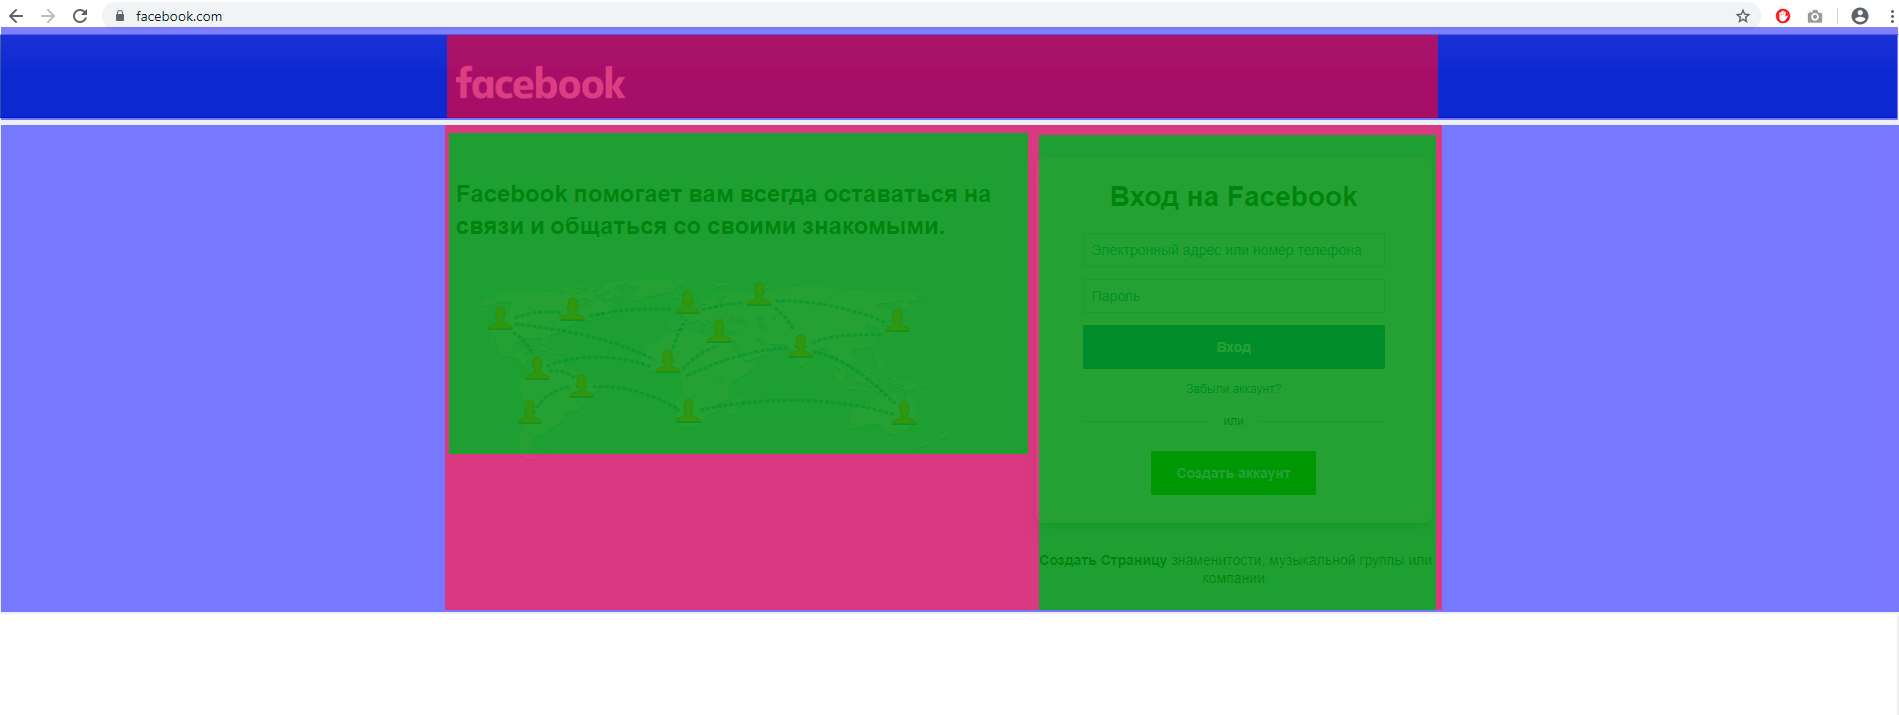 facebook.com
facebook
Facebook помогает вам всегда оставаться на
связи и общаться со своими знакомыми.
Вход на Facebook
Электронный адрес или номер телефона
Пароль
Вход
Забыли аккаунт?
или
Создать аккаунт
Создать Страницу знаменитости, музыкальной группы или
компании.